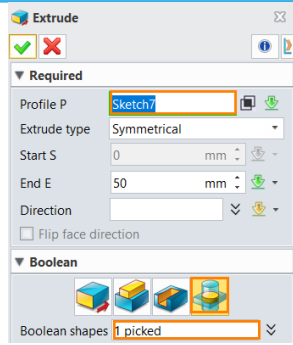 Extrude
Required
Profile P Sketch7
Extrude type Symmetrical
Start S 0 mm
End E 50 mm
Direction
Flip face direction
Boolean
Boolean shapes 1 picked